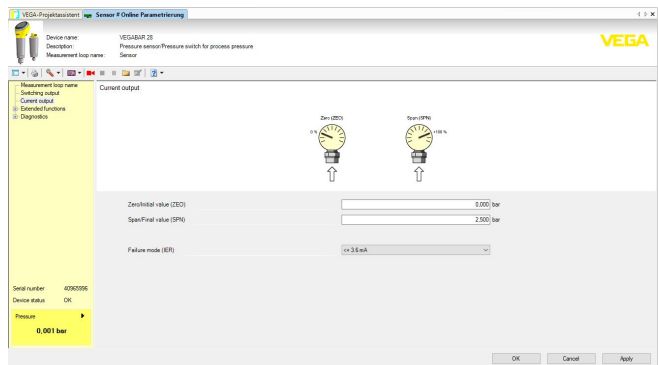 VEGA-Projektassistent
Sensor # Online Parametrierung
Device name: VEGABAR 28
Description: Pressure sensor/Pressure switch for process pressure
Measurement loop name: Sensor
VEGA
Measurement loop name
Switching output
Current output
Extended functions
Diagnostics
Current output
Zero (ZEO)
Span (SPN)
0 %
+100 %
Zero/Initial value (ZEO) 0,000 bar
Span/Final value (SPN) 2,500 bar
Failure mode (IER) <= 3.6 mA
Serial number 40965996
Device status OK
Pressure
0,001 bar
OK Cancel Apply